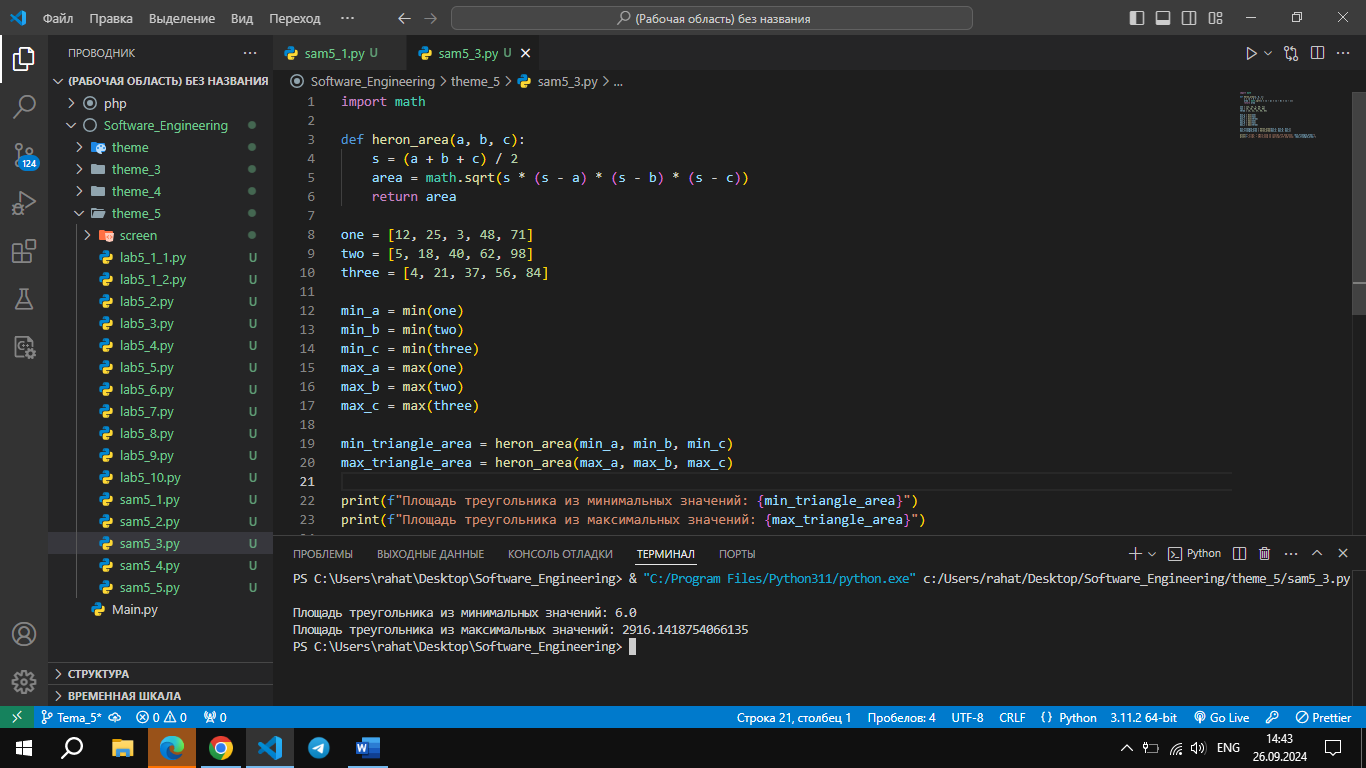 Файл Правка Выделение Вид Переход ··· (Рабочая область) без названия
ПРОВОДНИК ···
(РАБОЧАЯ ОБЛАСТЬ) БЕЗ НАЗВАНИЯ
php
Software_Engineering
theme
theme_3
theme_4
theme_5
screen
lab5_1_1.py U
lab5_1_2.py U
lab5_2.py U
lab5_3.py U
lab5_4.py U
lab5_5.py U
lab5_6.py U
lab5_7.py U
lab5_8.py U
lab5_9.py U
lab5_10.py U
sam5_1.py U
sam5_2.py U
sam5_3.py U
sam5_4.py U
sam5_5.py U
Main.py
СТРУКТУРА
ВРЕМЕННАЯ ШКАЛА
124
sam5_1.py U sam5_3.py U
Software_Engineering > theme_5 > sam5_3.py > ...
1 import math
2
3 def heron_area(a, b, c):
4 s = (a + b + c) / 2
5 area = math.sqrt(s * (s - a) * (s - b) * (s - c))
6 return area
7
8 one = [12, 25, 3, 48, 71]
9 two = [5, 18, 40, 62, 98]
10 three = [4, 21, 37, 56, 84]
11
12 min_a = min(one)
13 min_b = min(two)
14 min_c = min(three)
15 max_a = max(one)
16 max_b = max(two)
17 max_c = max(three)
18
19 min_triangle_area = heron_area(min_a, min_b, min_c)
20 max_triangle_area = heron_area(max_a, max_b, max_c)
21
22 print(f"Площадь треугольника из минимальных значений: {min_triangle_area}")
23 print(f"Площадь треугольника из максимальных значений: {max_triangle_area}")
ПРОБЛЕМЫ ВЫХОДНЫЕ ДАННЫЕ КОНСОЛЬ ОТЛАДКИ ТЕРМИНАЛ ПОРТЫ Python
PS C:\Users\rahat\Desktop\Software_Engineering> & "C:/Program Files/Python311/python.exe" c:/Users/rahat/Desktop/Software_Engineering/theme_5/sam5_3.py
Площадь треугольника из минимальных значений: 6.0
Площадь треугольника из максимальных значений: 2916.1418754066135
PS C:\Users\rahat\Desktop\Software_Engineering>
Tema_5* 0 0 0 Строка 21, столбец 1 Пробелов: 4 UTF-8 CRLF Python 3.11.2 64-bit Go Live Prettier
ENG 14:43
26.09.2024